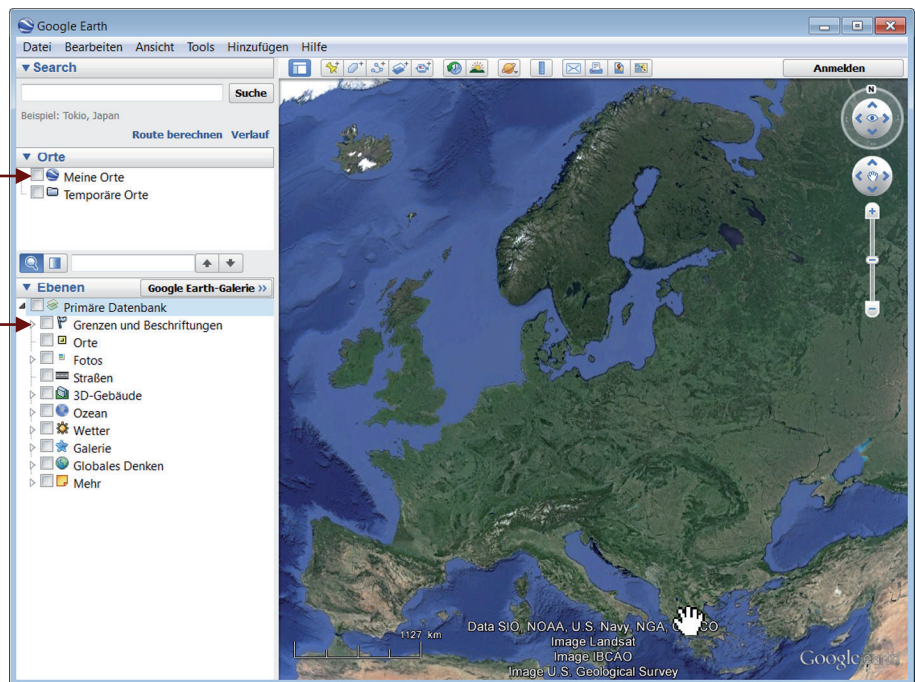 Google Earth
Datei Bearbeiten Ansicht Tools Hinzufügen Hilfe
Search
Suche
Beispiel: Tokio, Japan
Route berechnen Verlauf
Orte
Meine Orte
Temporäre Orte
Ebenen Google Earth-Galerie »
Primäre Datenbank
Grenzen und Beschriftungen
Orte
Fotos
Straßen
3D-Gebäude
Ozean
Wetter
Galerie
Globales Denken
Mehr
Anmelden
N
1127 km
Data SIO, NOAA, U.S. Navy, NGA,
Image Landsat
Image IBCAO
Image U.S. Geological Survey
Google earth